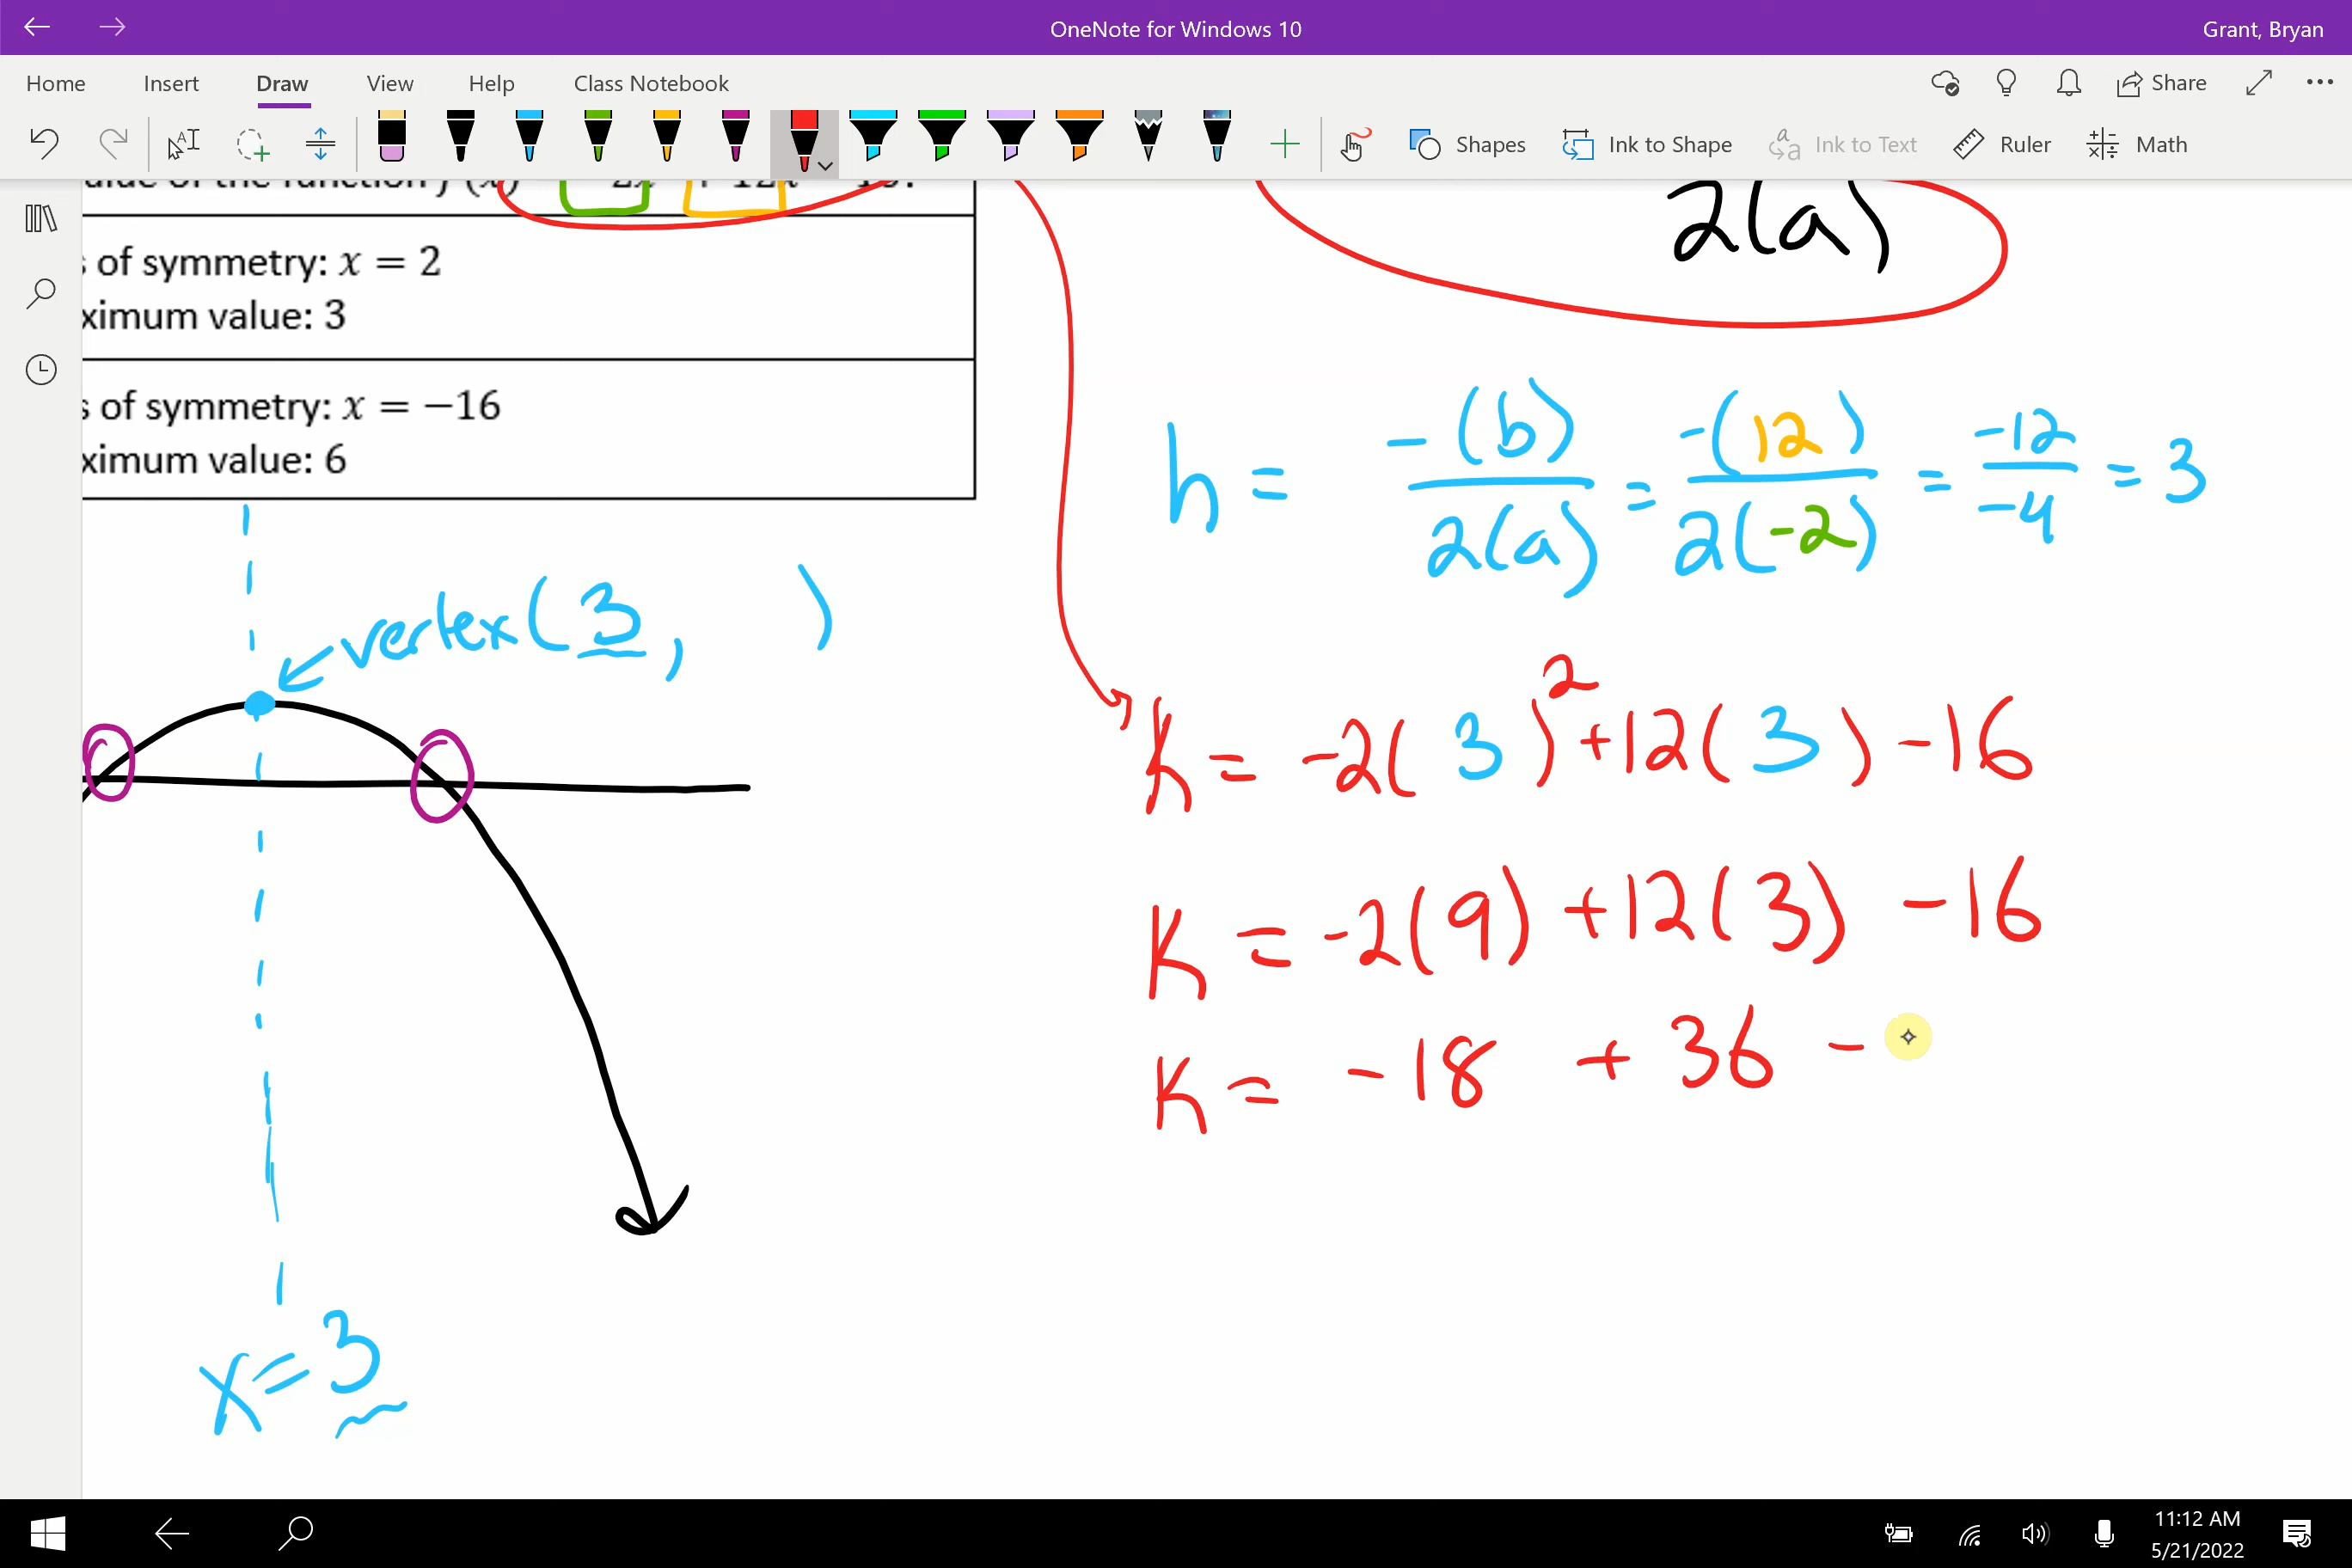 OneNote for Windows 10
Grant, Bryan
Home Insert Draw View Help Class Notebook Share
Shapes Ink to Shape Ink to Text Ruler Math
2(a)
s of symmetry: x = 2
ximum value: 3
s of symmetry: x = −16
ximum value: 6
h = -(b)/2(a) = -(12)/2(-2) = -12/-4 = 3
vertex(3, )
K = -2(3)²+12(3)-16
K = -2(9)+12(3)-16
K = -18 + 36 -
x=3
11:12 AM
5/21/2022